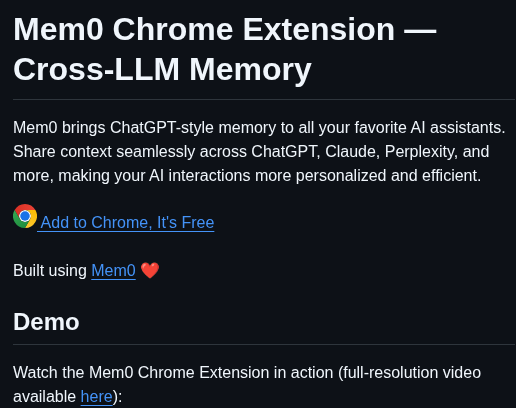 Mem0 Chrome Extension —
Cross-LLM Memory
Mem0 brings ChatGPT-style memory to all your favorite AI assistants.
Share context seamlessly across ChatGPT, Claude, Perplexity, and
more, making your AI interactions more personalized and efficient.
Add to Chrome, It's Free
Built using Mem0 ❤️
Demo
Watch the Mem0 Chrome Extension in action (full-resolution video
available here):